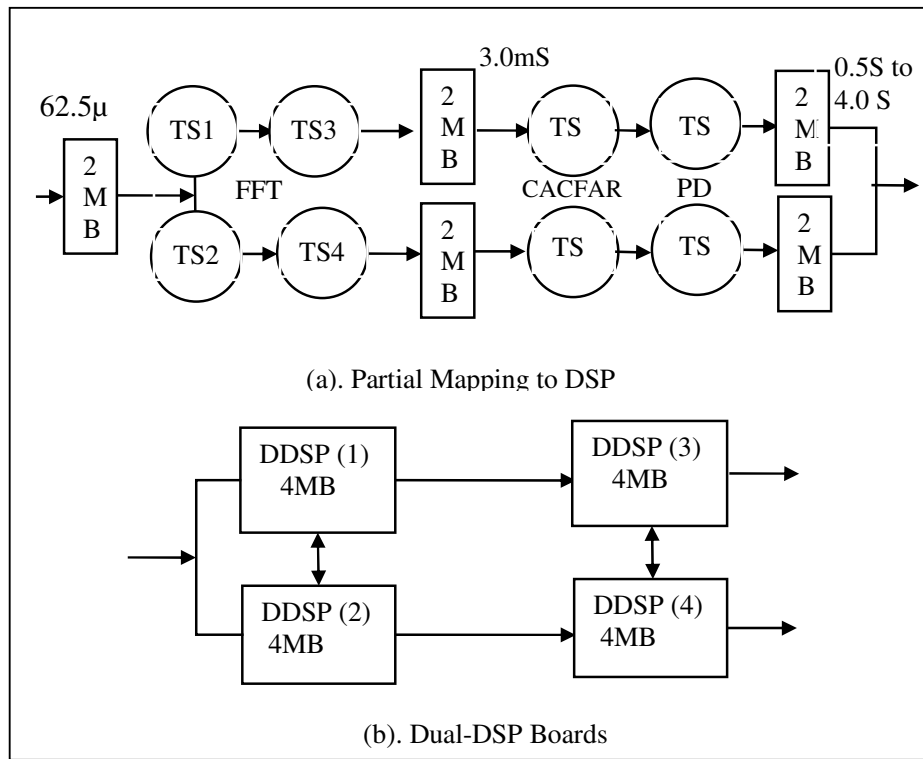 62.5μ
2
M
B
TS1
TS3
FFT
TS2
TS4
2
M
B
3.0mS
2
M
B
TS
TS
CACFAR
PD
TS
TS
0.5S to
4.0 S
2
M
B
2
M
B
(a). Partial Mapping to DSP
DDSP (1)
4MB
DDSP (3)
4MB
DDSP (2)
4MB
DDSP (4)
4MB
(b). Dual-DSP Boards